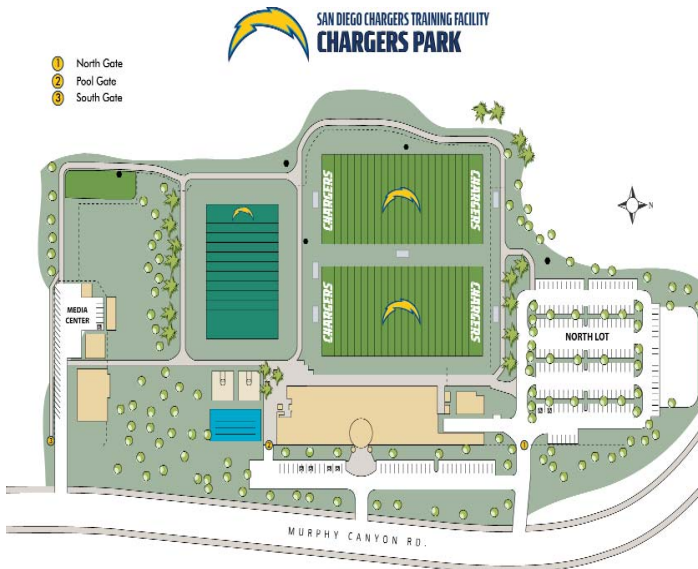 SAN DIEGO CHARGERS TRAINING FACILITY
CHARGERS PARK
1 North Gate
2 Pool Gate
3 South Gate
CHARGERS
CHARGERS
N
CHARGERS
CHARGERS
MEDIA
CENTER
NORTH LOT
3
2
1
MURPHY CANYON RD.